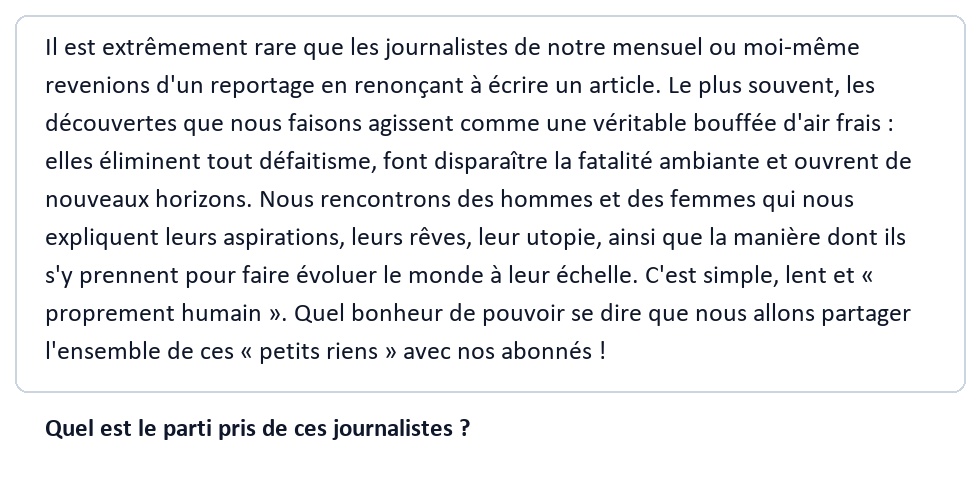 Il est extrêmement rare que les journalistes de notre mensuel ou moi-même
revenions d'un reportage en renonçant à écrire un article. Le plus souvent, les
découvertes que nous faisons agissent comme une véritable bouffée d'air frais :
elles éliminent tout défaitisme, font disparaître la fatalité ambiante et ouvrent de
nouveaux horizons. Nous rencontrons des hommes et des femmes qui nous
expliquent leurs aspirations, leurs rêves, leur utopie, ainsi que la manière dont ils
s'y prennent pour faire évoluer le monde à leur échelle. C'est simple, lent et «
proprement humain ». Quel bonheur de pouvoir se dire que nous allons partager
l'ensemble de ces « petits riens » avec nos abonnés !
Quel est le parti pris de ces journalistes ?